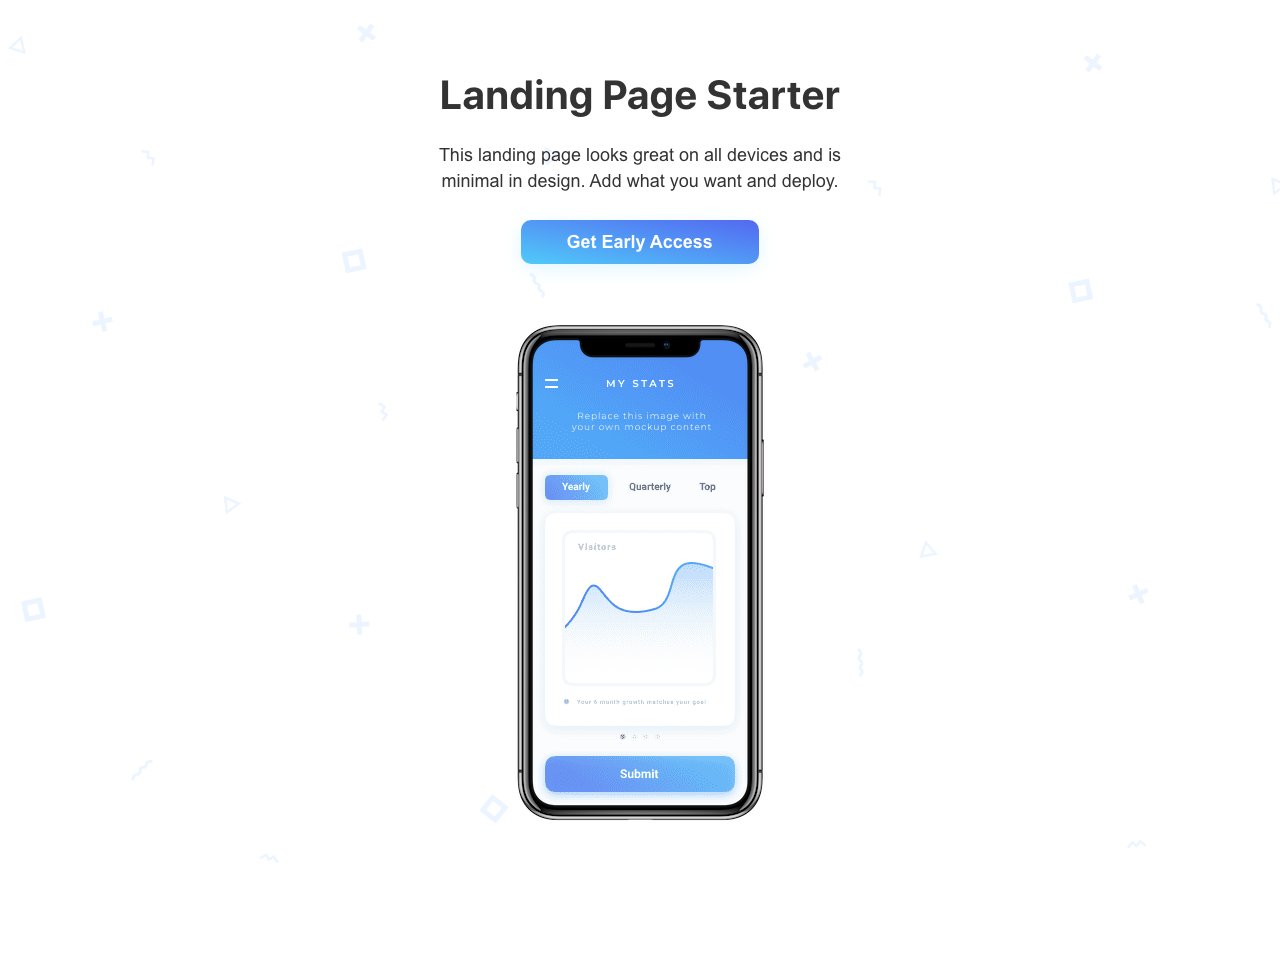 Landing Page Starter
This landing page looks great on all devices and is
minimal in design. Add what you want and deploy.
Get Early Access
MY STATS
Replace this image with
your own mockup content
Yearly Quarterly Top
Visitors
Your 6 month growth matches your goal
Submit